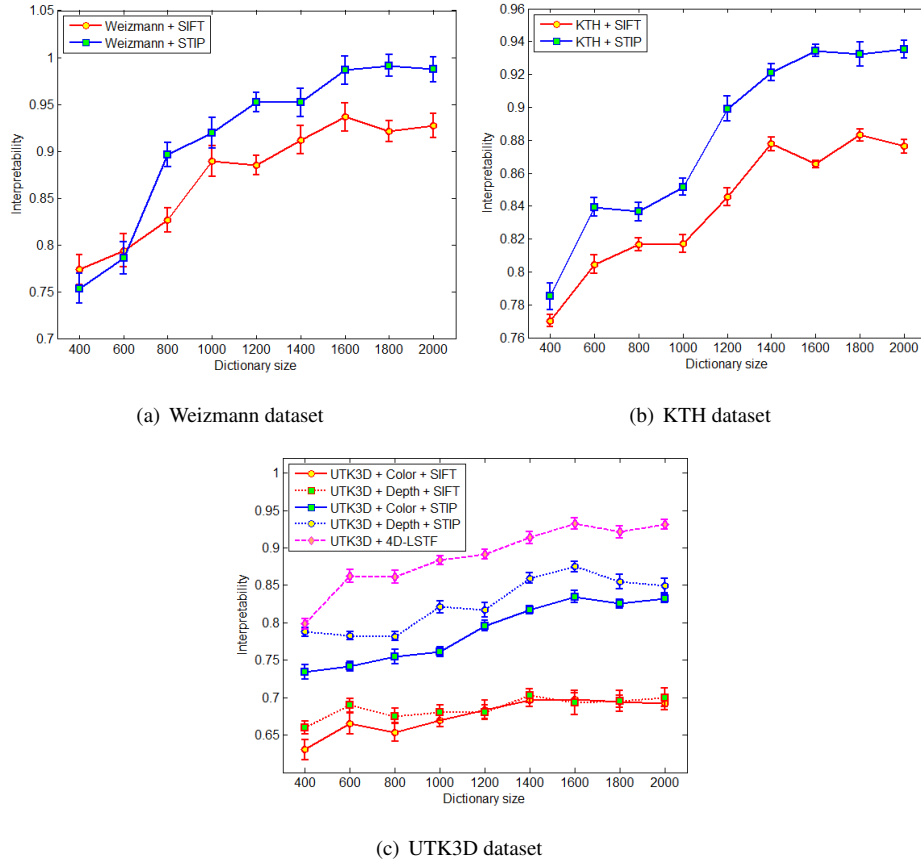 1.05
Weizmann + SIFT
Weizmann + STIP
1
0.95
0.9
0.85
0.8
0.75
0.7
Interpretability
400 600 800 1000 1200 1400 1600 1800 2000
Dictionary size
(a) Weizmann dataset
0.96
KTH + SIFT
KTH + STIP
0.94
0.92
0.9
0.88
0.86
0.84
0.82
0.8
0.78
0.76
Interpretability
400 600 800 1000 1200 1400 1600 1800 2000
Dictionary size
(b) KTH dataset
1
UTK3D + Color + SIFT
UTK3D + Depth + SIFT
UTK3D + Color + STIP
UTK3D + Depth + STIP
UTK3D + 4D-LSTF
0.95
0.9
0.85
0.8
0.75
0.7
0.65
Interpretability
400 600 800 1000 1200 1400 1600 1800 2000
Dictionary size
(c) UTK3D dataset